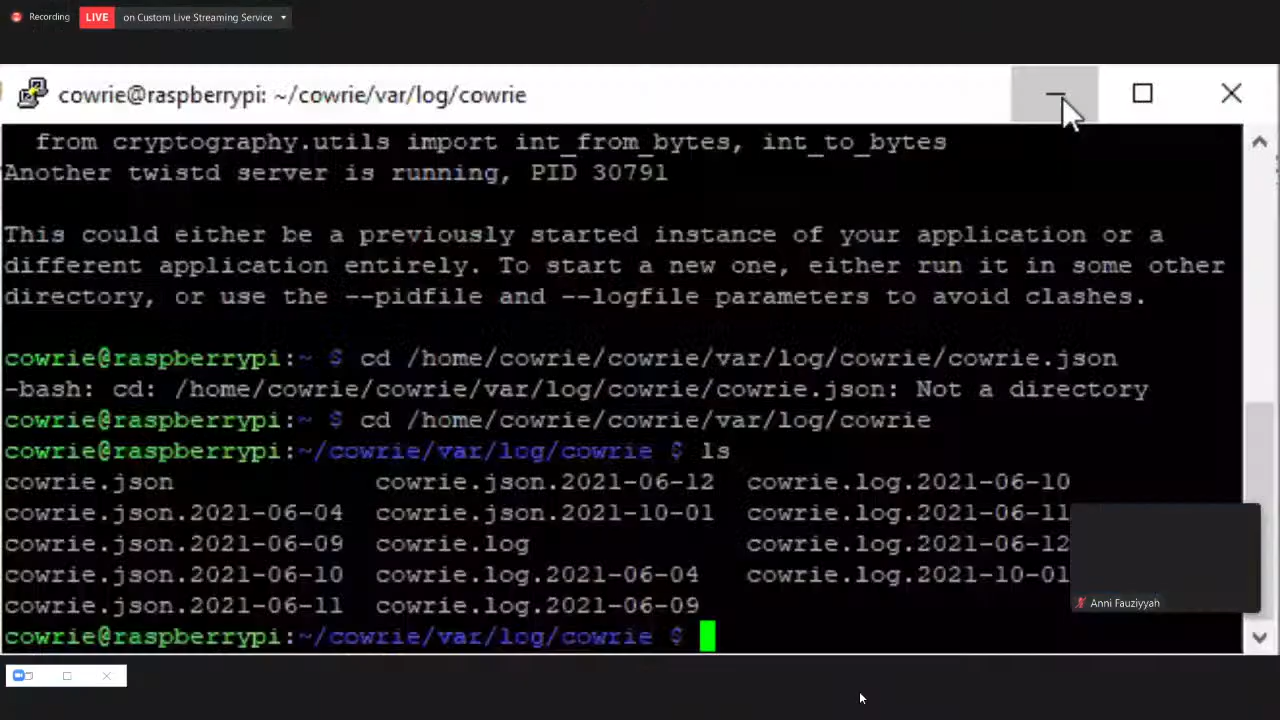 Recording LIVE on Custom Live Streaming Service
cowrie@raspberrypi: ~/cowrie/var/log/cowrie
from cryptography.utils import int_from_bytes, int_to_bytes
Another twistd server is running, PID 30791
This could either be a previously started instance of your application or a
different application entirely. To start a new one, either run it in some other
directory, or use the --pidfile and --logfile parameters to avoid clashes.
cowrie@raspberrypi:~ $ cd /home/cowrie/cowrie/var/log/cowrie/cowrie.json
-bash: cd: /home/cowrie/cowrie/var/log/cowrie/cowrie.json: Not a directory
cowrie@raspberrypi:~ $ cd /home/cowrie/cowrie/var/log/cowrie
cowrie@raspberrypi:~/cowrie/var/log/cowrie $ ls
cowrie.json cowrie.json.2021-06-12 cowrie.log.2021-06-10
cowrie.json.2021-06-04 cowrie.json.2021-10-01 cowrie.log.2021-06-11
cowrie.json.2021-06-09 cowrie.log cowrie.log.2021-06-12
cowrie.json.2021-06-10 cowrie.log.2021-06-04 cowrie.log.2021-10-01
cowrie.json.2021-06-11 cowrie.log.2021-06-09
Anni Fauziyyah
cowrie@raspberrypi:~/cowrie/var/log/cowrie $